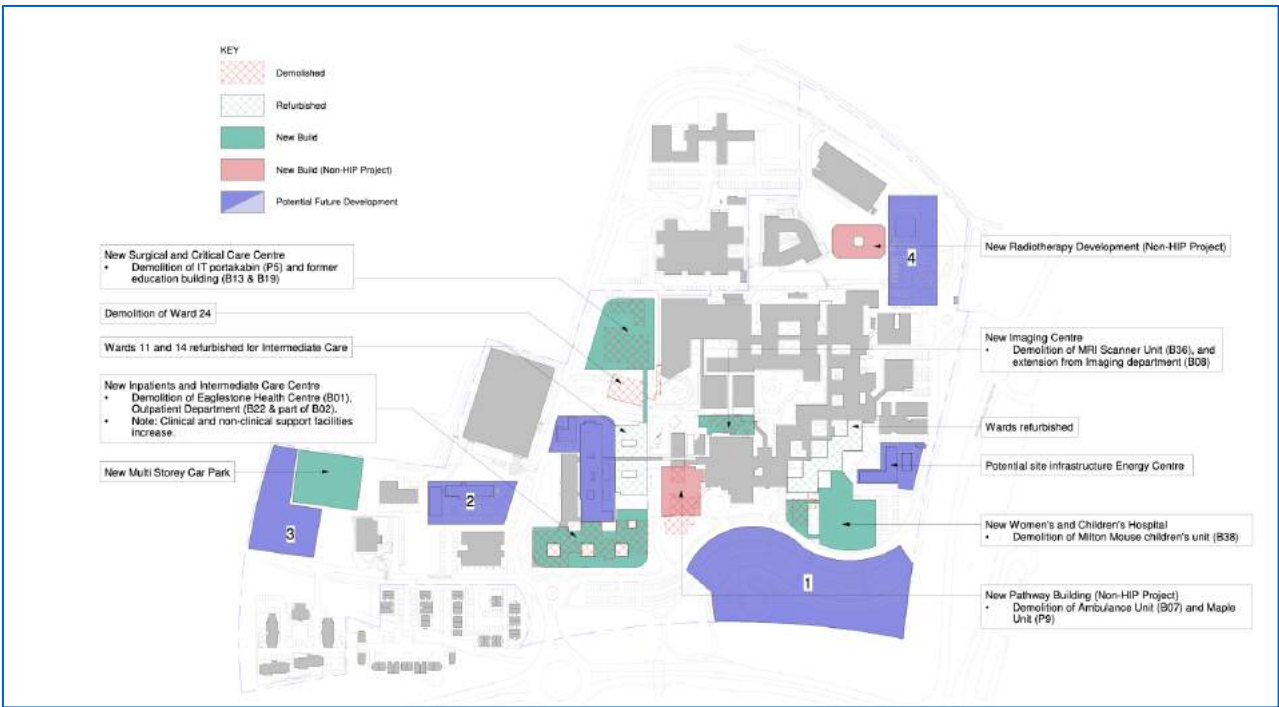 KEY
Demolished
Refurbished
New Build
New Build (Non-HIP Project)
Potential Future Development
New Surgical and Critical Care Centre
• Demolition of IT portakabin (P5) and former
education building (B13 & B19)
Demolition of Ward 24
Wards 11 and 14 refurbished for Intermediate Care
New Inpatients and Intermediate Care Centre
• Demolition of Eaglestone Health Centre (B01),
Outpatient Department (B22 & part of B02).
• Note: Clinical and non-clinical support facilities
increase.
New Multi Storey Car Park
3
2
1
4
New Radiotherapy Development (Non-HIP Project)
New Imaging Centre
• Demolition of MRI Scanner Unit (B36), and
extension from Imaging department (B08)
Wards refurbished
Potential site infrastructure Energy Centre
New Women's and Children's Hospital
• Demolition of Milton Mouse children's unit (B38)
New Pathway Building (Non-HIP Project)
• Demolition of Ambulance Unit (B07) and Maple
Unit (P9)